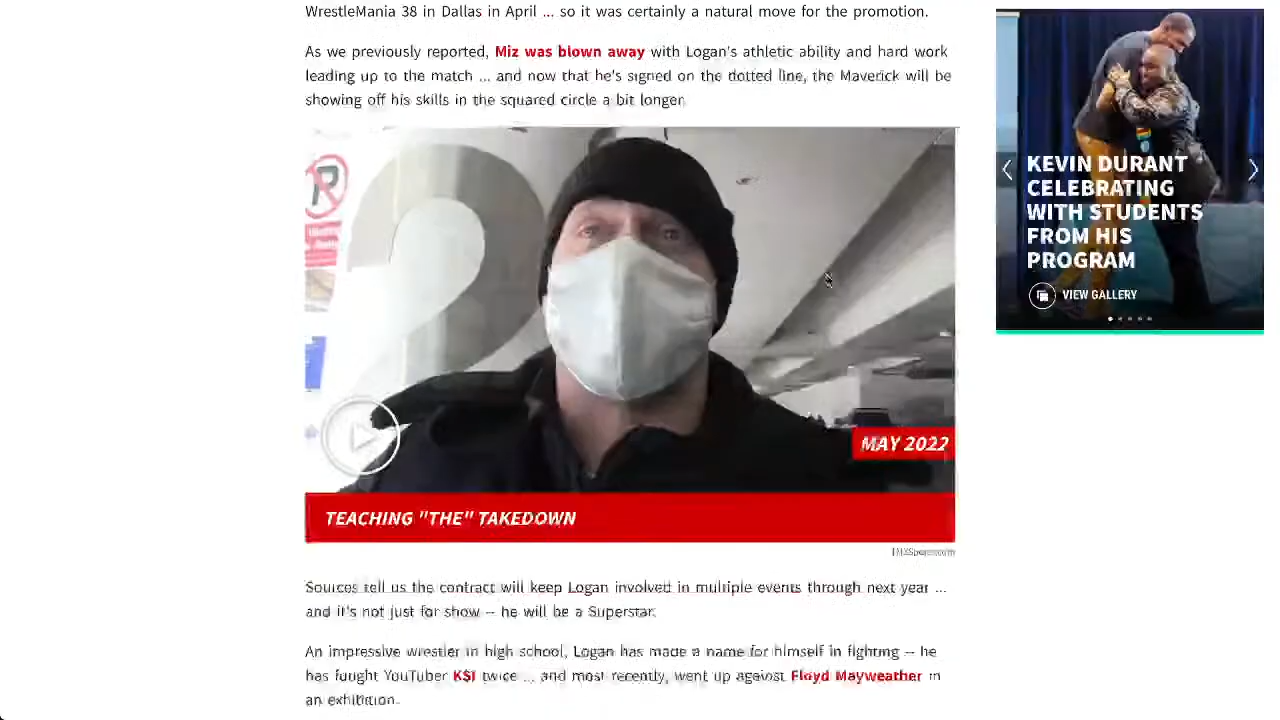 WrestleMania 38 in Dallas in April ... so it was certainly a natural move for the promotion.
As we previously reported, Miz was blown away with Logan's athletic ability and hard work
leading up to the match ... and now that he's signed on the dotted line, the Maverick will be
showing off his skills in the squared circle a bit longer.
MAY 2022
TEACHING "THE" TAKEDOWN
Sources tell us the contract will keep Logan involved in multiple events through next year ...
and it's not just for show -- he will be a Superstar.
An impressive wrestler in high school, Logan has made a name for himself in fighting -- he
has fought YouTuber KSI twice ... and most recently, went up against Floyd Mayweather in
an exhibition.
KEVIN DURANT
CELEBRATING
WITH STUDENTS
FROM HIS
PROGRAM
VIEW GALLERY